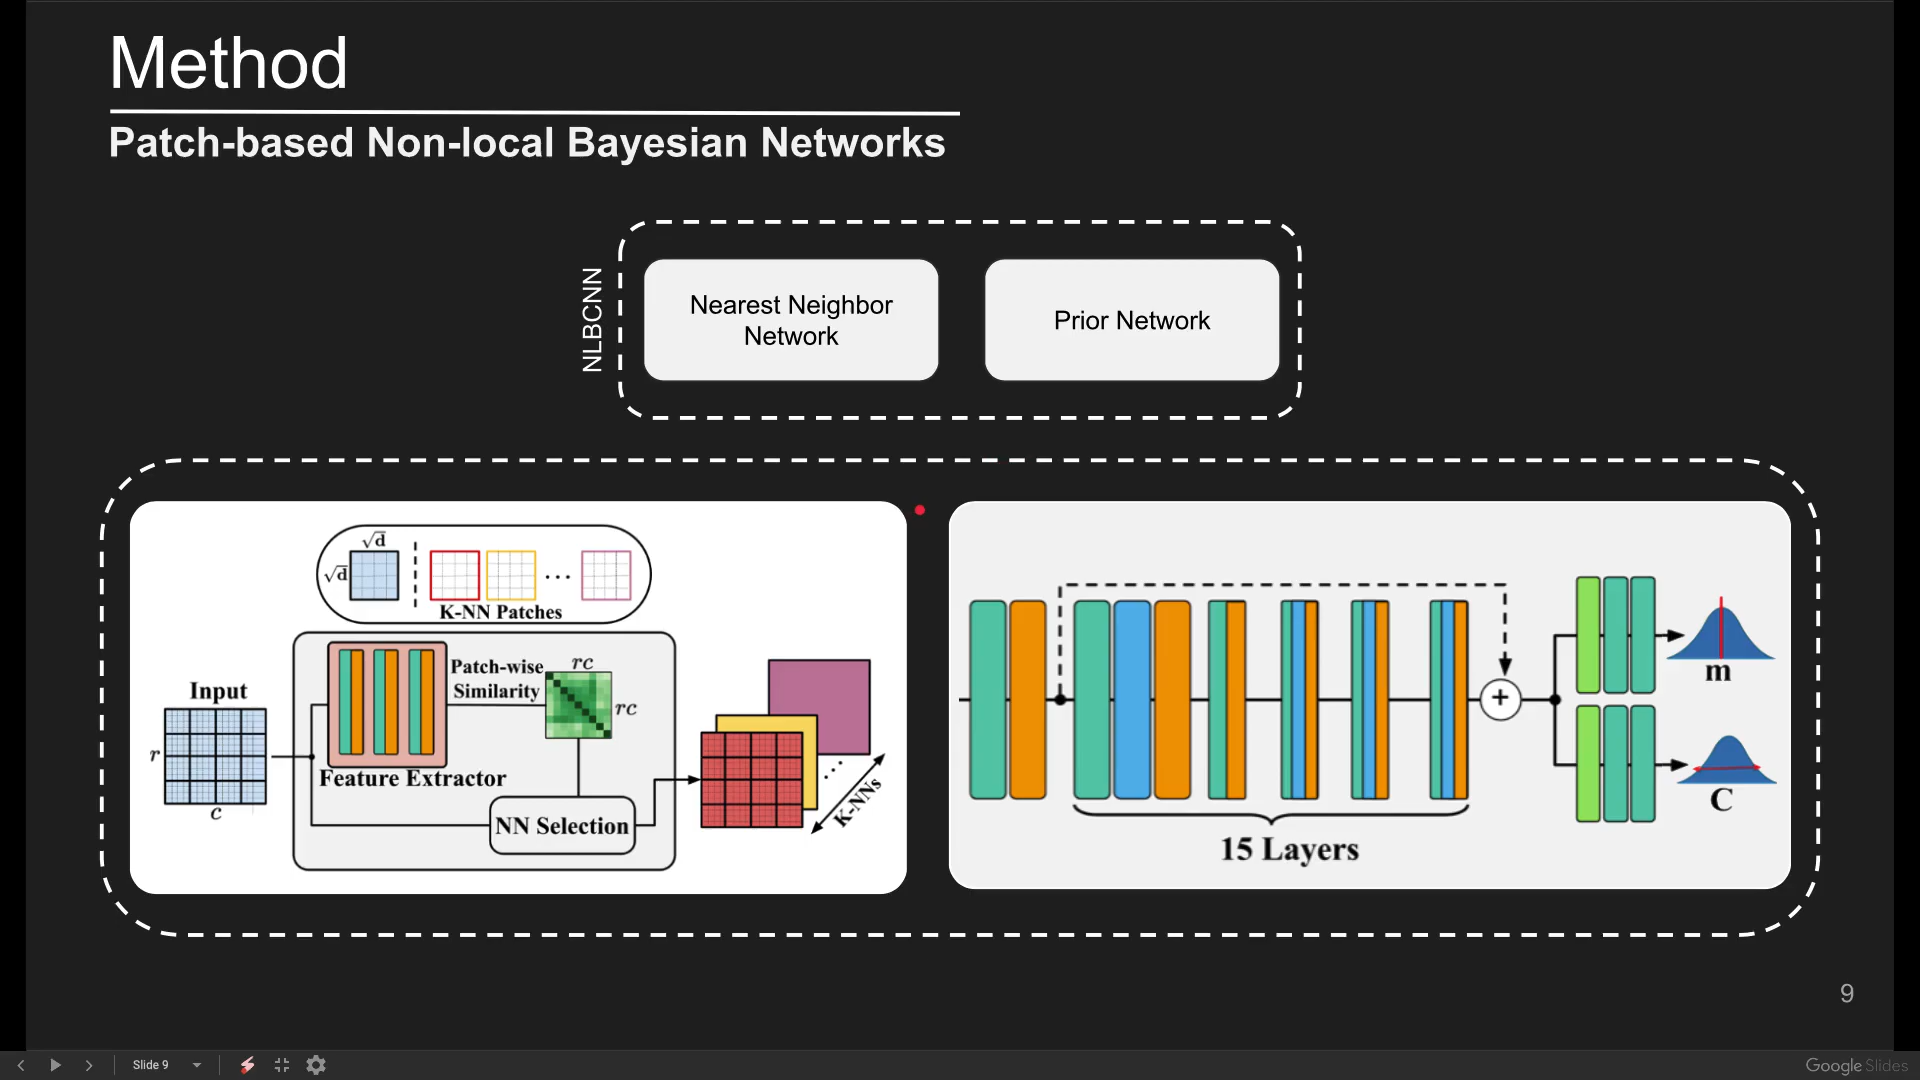 Method
Patch-based Non-local Bayesian Networks
NLBCNN
Nearest Neighbor
Network
Prior Network
√d
√d
K-NN Patches
Input
r
c
Patch-wise
Similarity
rc
rc
Feature Extractor
NN Selection
K-NNs
+
m
C
15 Layers
9
Slide 9
Google Slides